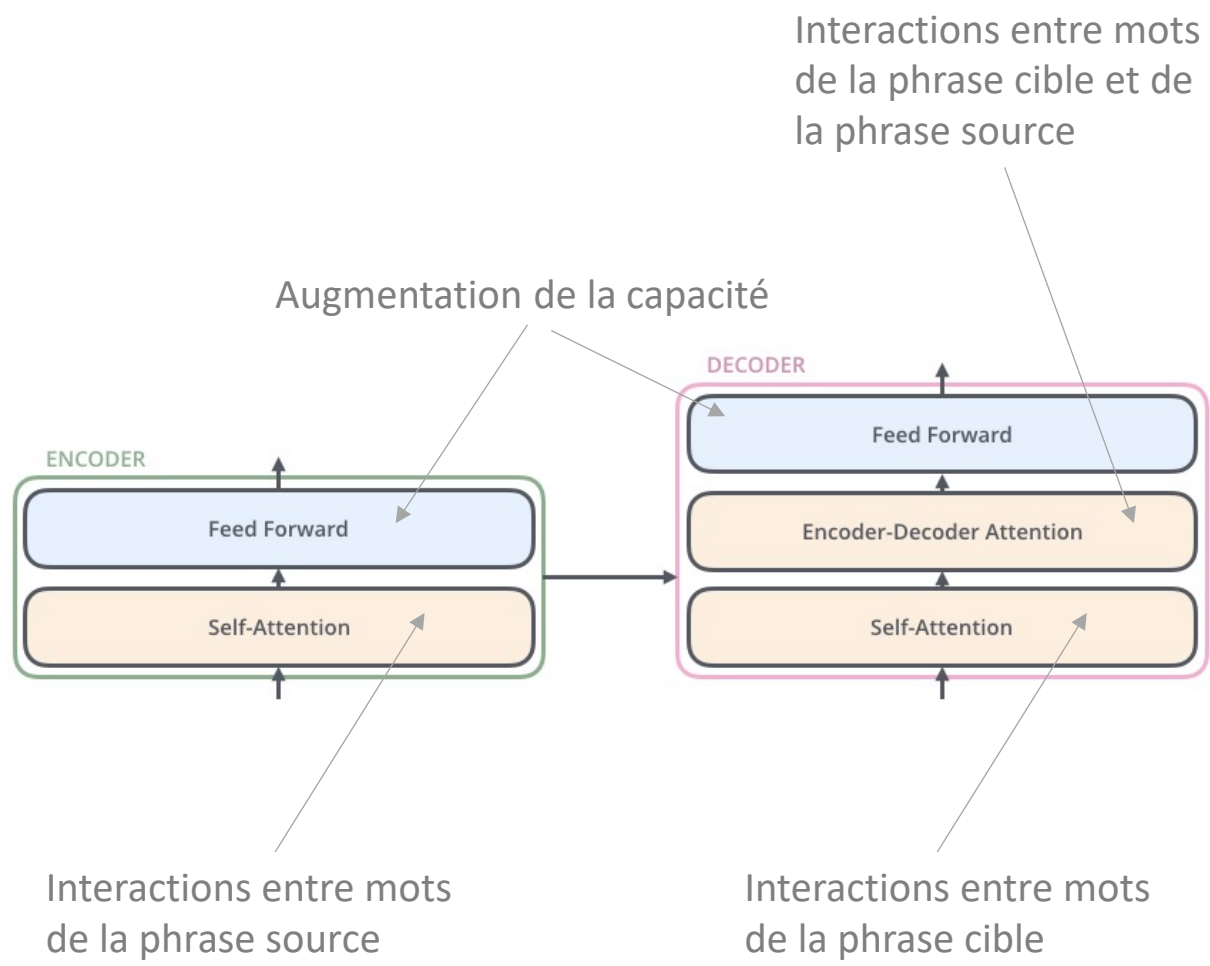 Interactions entre mots
de la phrase cible et de
la phrase source
Augmentation de la capacité
DECODER
Feed Forward
ENCODER
Feed Forward
Encoder-Decoder Attention
Self-Attention
Self-Attention
Interactions entre mots
de la phrase source
Interactions entre mots
de la phrase cible